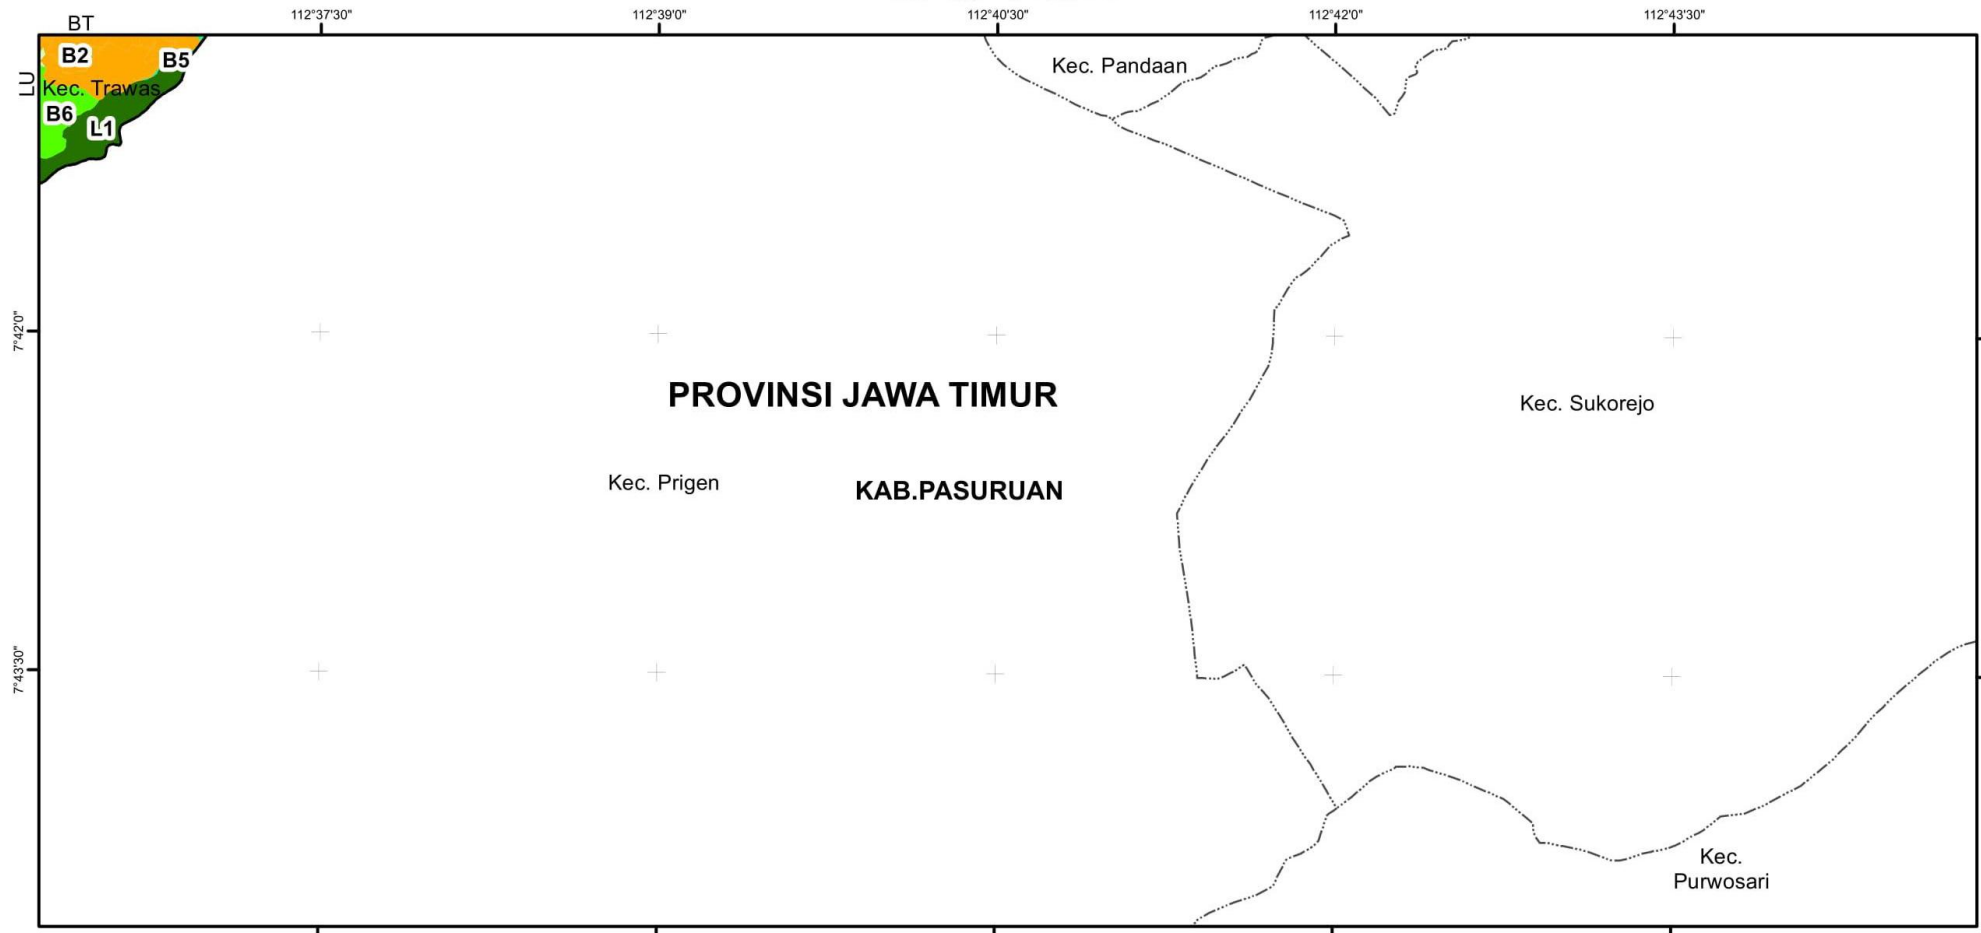 BT
112°37'30"
112°39'0"
112°40'30"
112°42'0"
112°43'30"
LU
B2
B5
Kec. Trawas
B6
L1
Kec. Pandaan
7°42'0"
PROVINSI JAWA TIMUR
Kec. Sukorejo
Kec. Prigen
KAB.PASURUAN
7°43'30"
Kec.
Purwosari